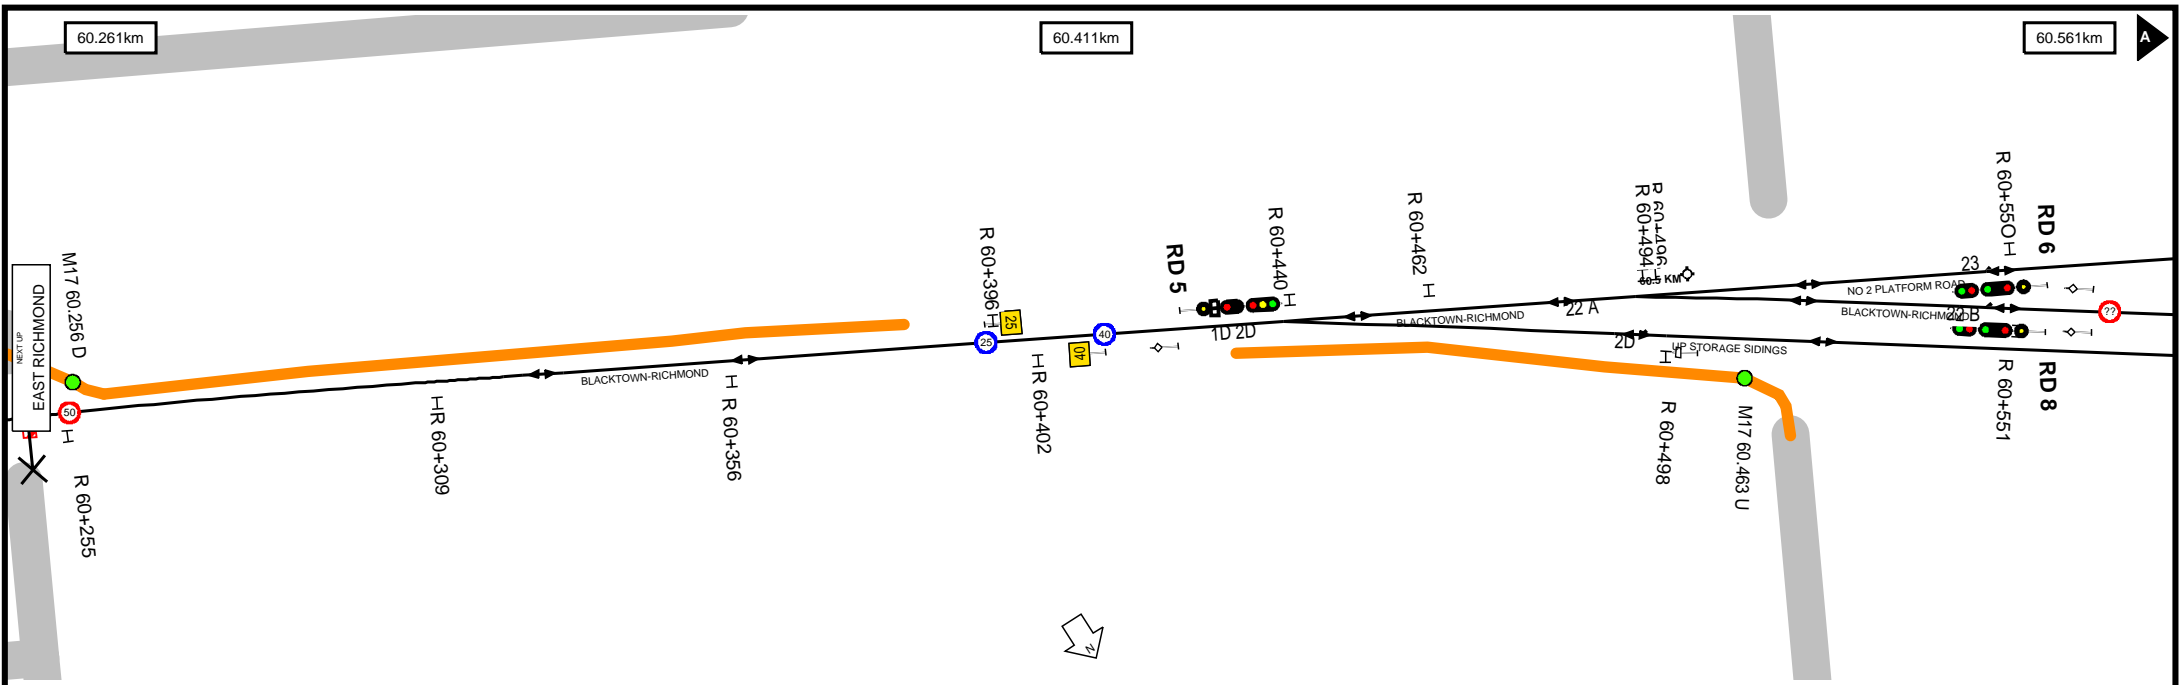 60.261km
60.411km
60.561km
A
NEXT UP
EAST RICHMOND
M17 60.256 D
50
R 60+255
R 60+309
BLACKTOWN-RICHMOND
R 60+356
R 60+396
25
25
40
40
R 60+402
RD 5
1D 2D
R 60+440
R 60+462
BLACKTOWN-RICHMOND
22 A
R 60+494
R 60+496
60.5 KM
2D
UP STORAGE SIDINGS
R 60+498
M17 60.463 U
NO 2 PLATFORM ROAD
23
R 60+550
RD 6
BLACKTOWN-RICHMOND
22 B
??
R 60+551
RD 8
N